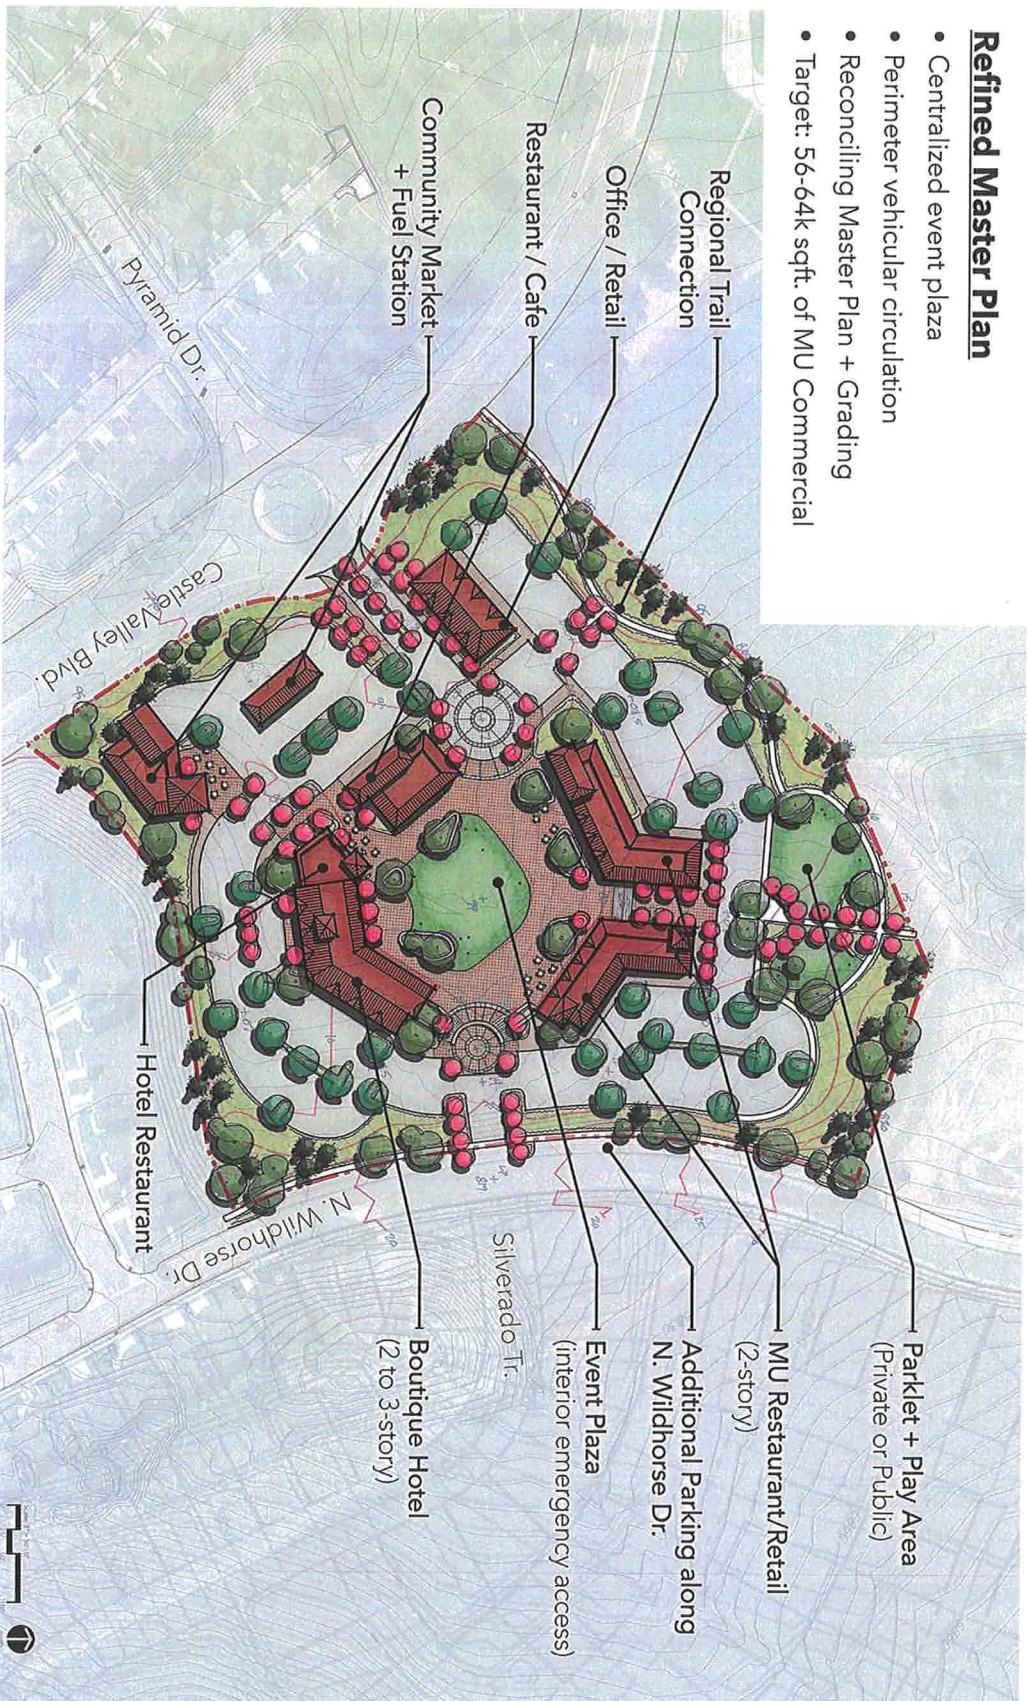 Refined Master Plan
• Centralized event plaza
• Perimeter vehicular circulation
• Reconciling Master Plan + Grading
• Target: 56-64k sqft. of MU Commercial
Regional Trail
Connection
Office / Retail
Restaurant / Cafe
Community Market
+ Fuel Station
Parklet + Play Area
(Private or Public)
MU Restaurant/Retail
(2-story)
Additional Parking along
N. Wildhorse Dr.
Event Plaza
(interior emergency access)
Boutique Hotel
(2 to 3-story)
Hotel Restaurant
Pyramid Dr.
Castle Valley Blvd.
N. Wildhorse Dr.
Silverado Tr.